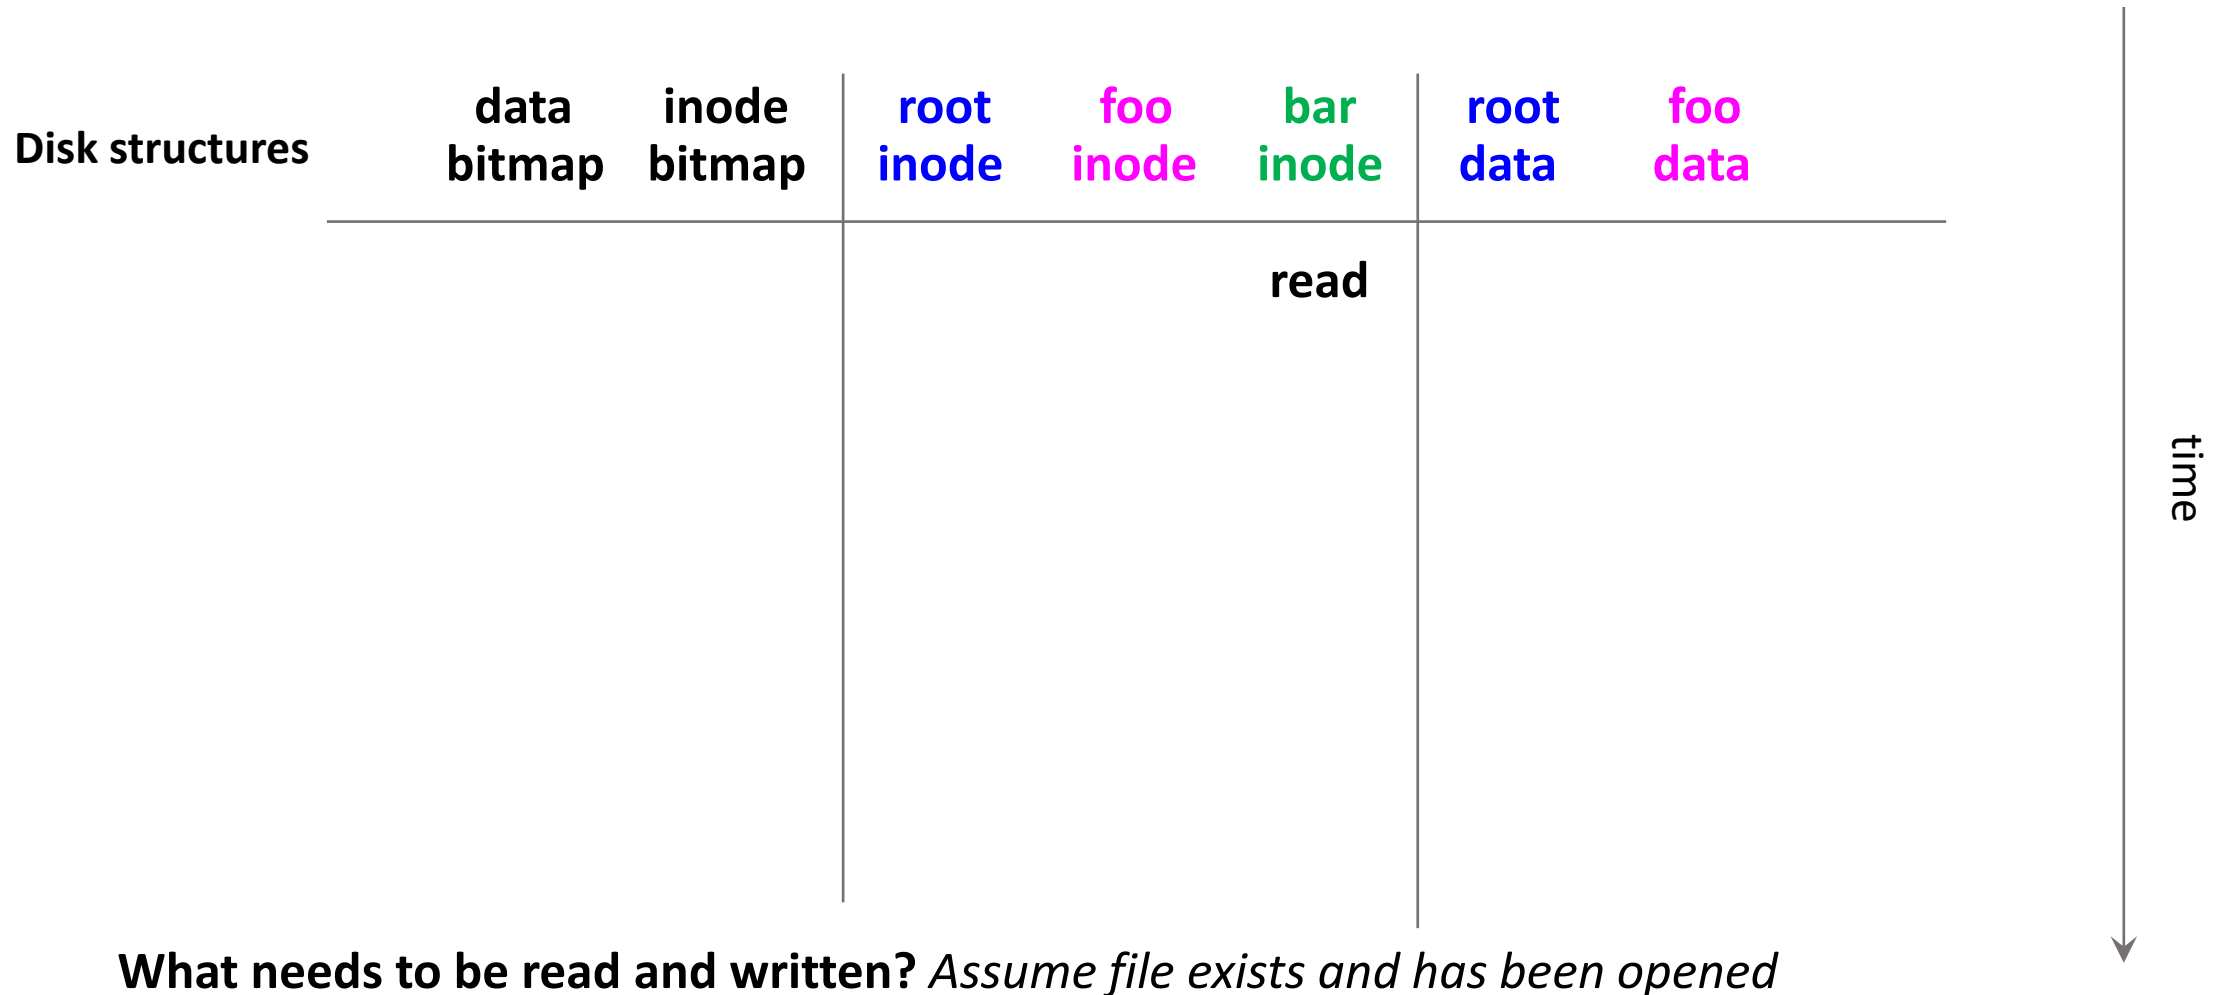 Disk structures
data bitmap
inode bitmap
root inode
foo inode
bar inode
root data
foo data
read
time
What needs to be read and written? Assume file exists and has been opened